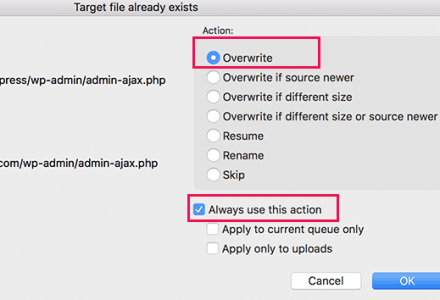 Target file already exists
Action:
Overwrite
press/wp-admin/admin-ajax.php
Overwrite if source newer
Overwrite if different size
Overwrite if different size or source newer
Resume
com/wp-admin/admin-ajax.php
Rename
Skip
Always use this action
Apply to current queue only
Apply only to uploads
Cancel
OK